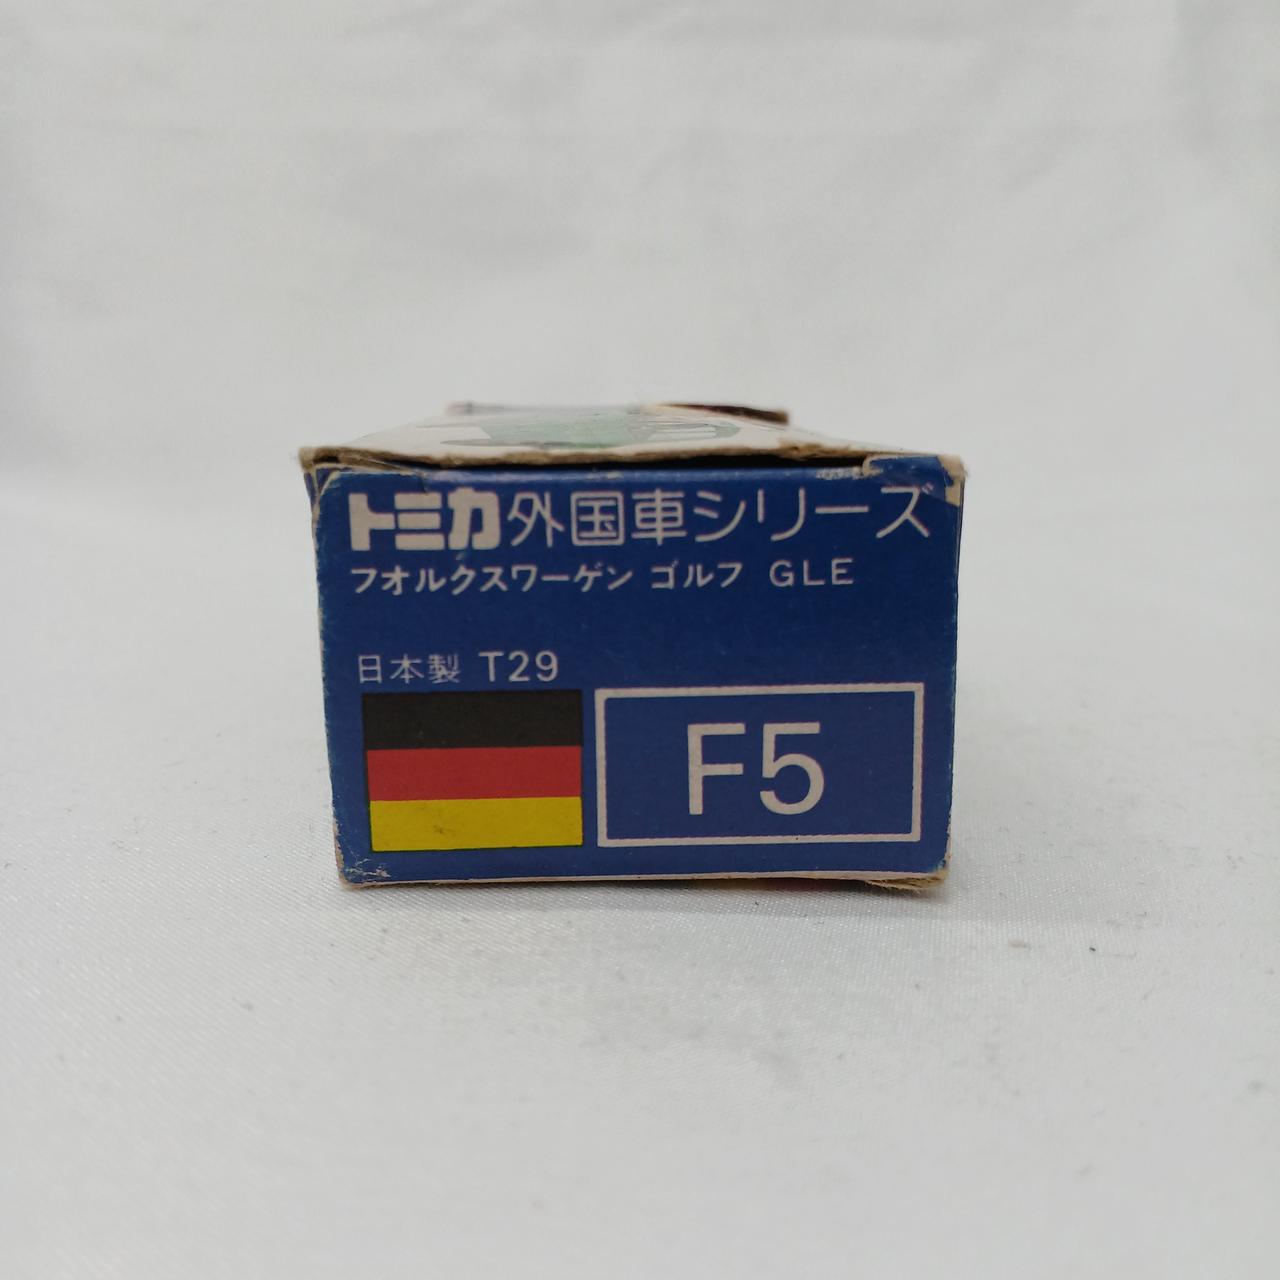 トミカ外国車シリーズ
フオルクスワーゲン ゴルフ GLE
日本製 T29
F5